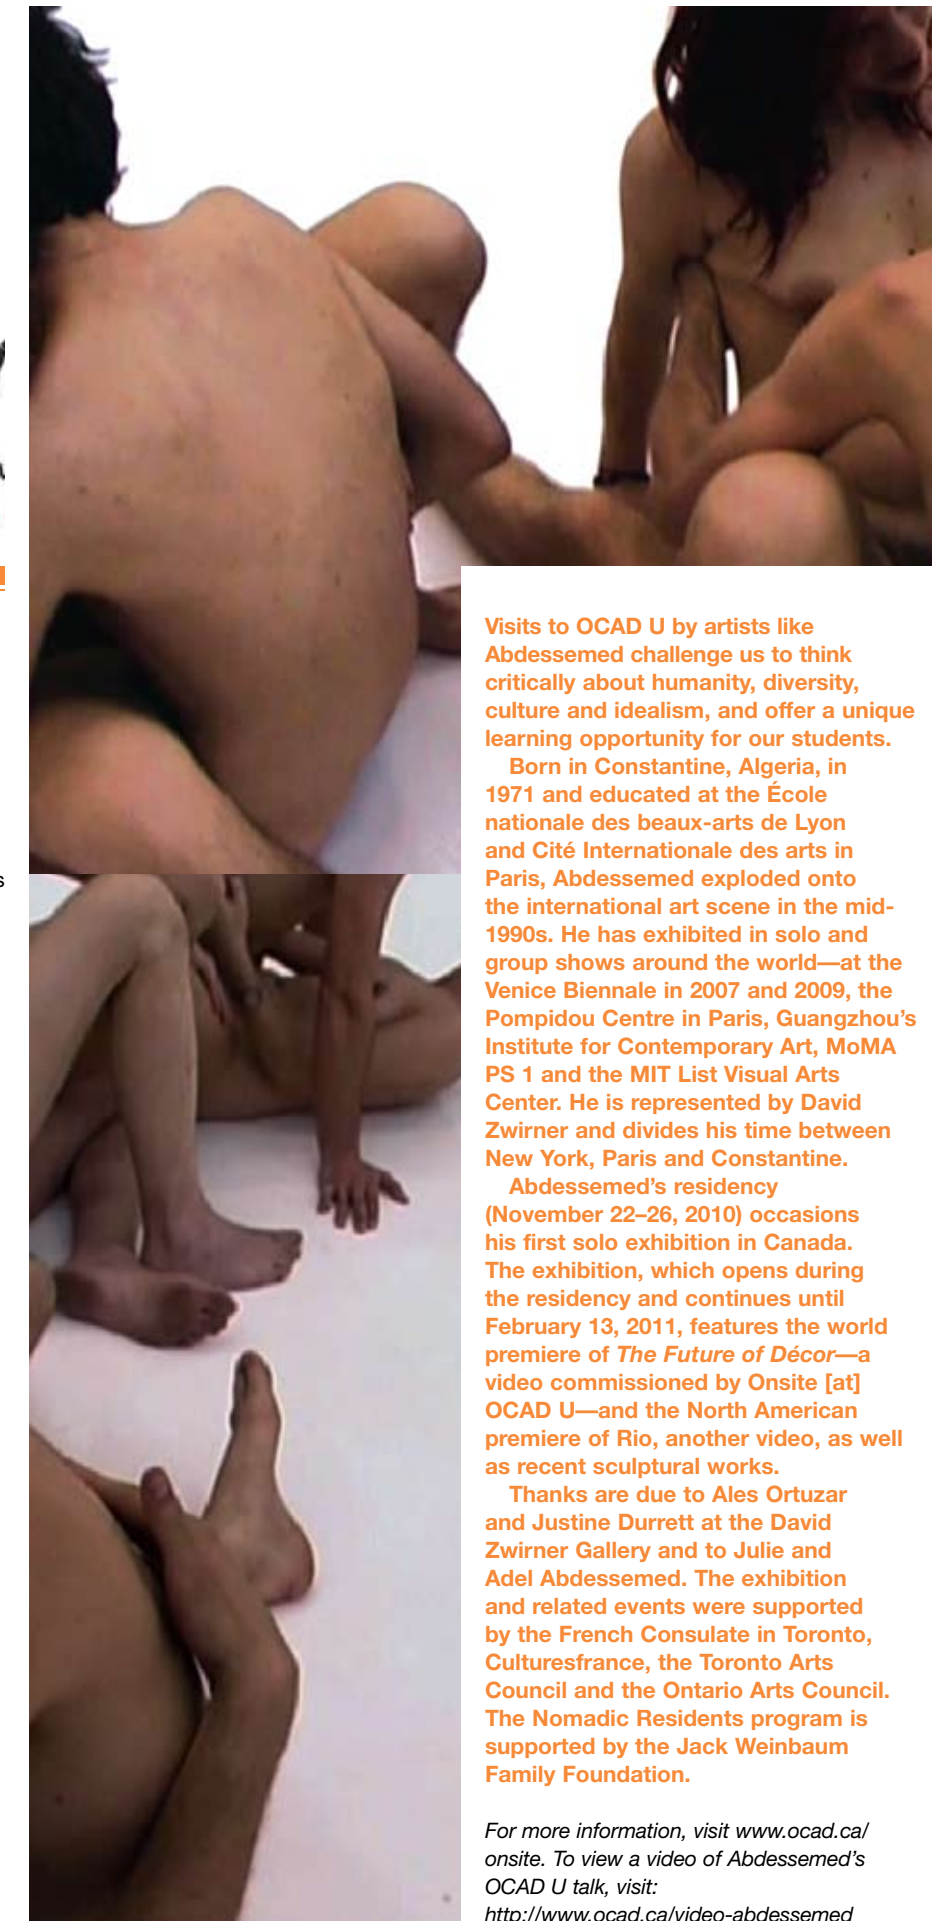 Visits to OCAD U by artists like
Abdessemed challenge us to think
critically about humanity, diversity,
culture and idealism, and offer a unique
learning opportunity for our students.
Born in Constantine, Algeria, in
1971 and educated at the École
nationale des beaux-arts de Lyon
and Cité Internationale des arts in
Paris, Abdessemed exploded onto
the international art scene in the mid-
1990s. He has exhibited in solo and
group shows around the world—at the
Venice Biennale in 2007 and 2009, the
Pompidou Centre in Paris, Guangzhou's
Institute for Contemporary Art, MoMA
PS 1 and the MIT List Visual Arts
Center. He is represented by David
Zwirner and divides his time between
New York, Paris and Constantine.
Abdessemed's residency
(November 22–26, 2010) occasions
his first solo exhibition in Canada.
The exhibition, which opens during
the residency and continues until
February 13, 2011, features the world
premiere of The Future of Décor—a
video commissioned by Onsite [at]
OCAD U—and the North American
premiere of Rio, another video, as well
as recent sculptural works.
Thanks are due to Ales Ortuzar
and Justine Durrett at the David
Zwirner Gallery and to Julie and
Adel Abdessemed. The exhibition
and related events were supported
by the French Consulate in Toronto,
Culturesfrance, the Toronto Arts
Council and the Ontario Arts Council.
The Nomadic Residents program is
supported by the Jack Weinbaum
Family Foundation.
For more information, visit www.ocad.ca/
onsite. To view a video of Abdessemed's
OCAD U talk, visit:
http://www.ocad.ca/video-abdessemed